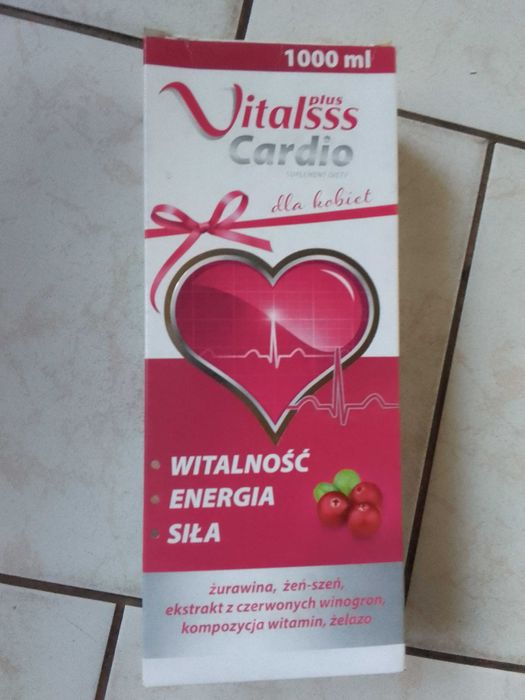 1000 ml
Vitalsss plus
Cardio
SUPLEMENT DIETY
dla kobiet
WITALNOŚĆ
ENERGIA
SIŁA
żurawina, żeń-szeń,
ekstrakt z czerwonych winogron,
kompozycja witamin, żelazo